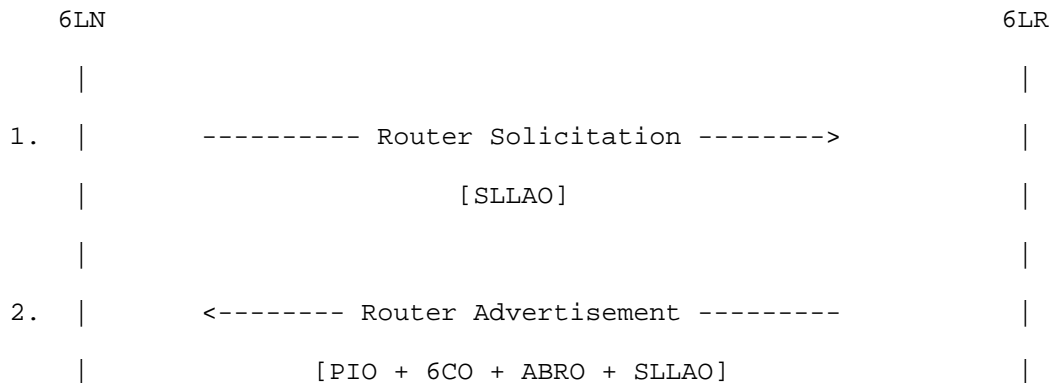 6LN 6LR
| |
1. | ---------- Router Solicitation --------> |
| [SLLAO] |
| |
2. | <-------- Router Advertisement --------- |
| [PIO + 6CO + ABRO + SLLAO] |